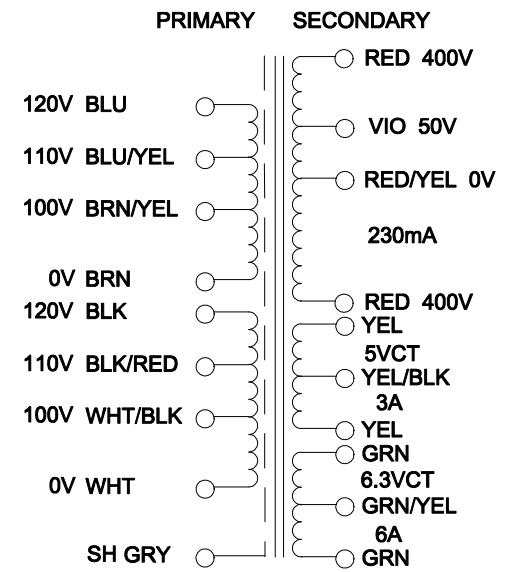 PRIMARY SECONDARY
RED 400V
120V BLU
VIO 50V
110V BLU/YEL
RED/YEL 0V
100V BRN/YEL
230mA
0V BRN
RED 400V
120V BLK
YEL
5VCT
110V BLK/RED
YEL/BLK
3A
100V WHT/BLK
YEL
GRN
6.3VCT
0V WHT
GRN/YEL
6A
SH GRY
GRN